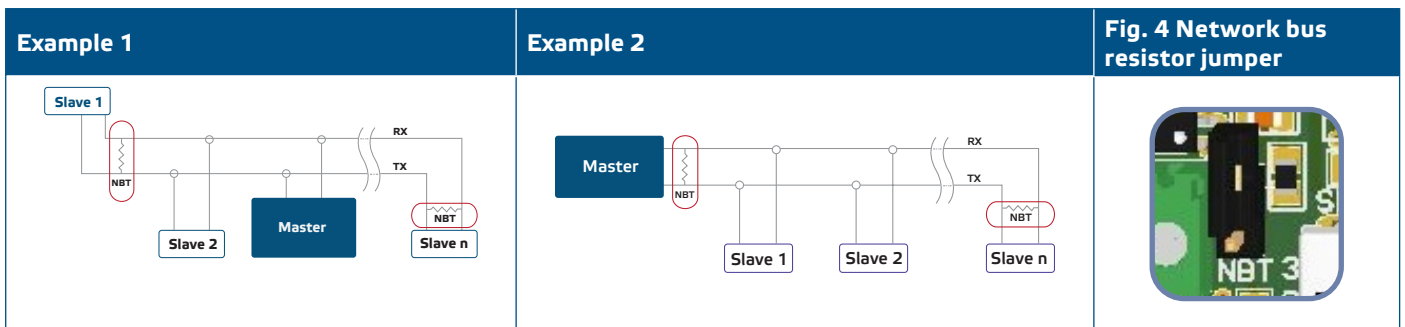 Example 1
Example 2
Fig. 4 Network bus
resistor jumper
Slave 1
RX
TX
NBT
NBT
Slave 2
Master
Slave n
Master
RX
TX
NBT
NBT
Slave 1
Slave 2
Slave n
NBT 3